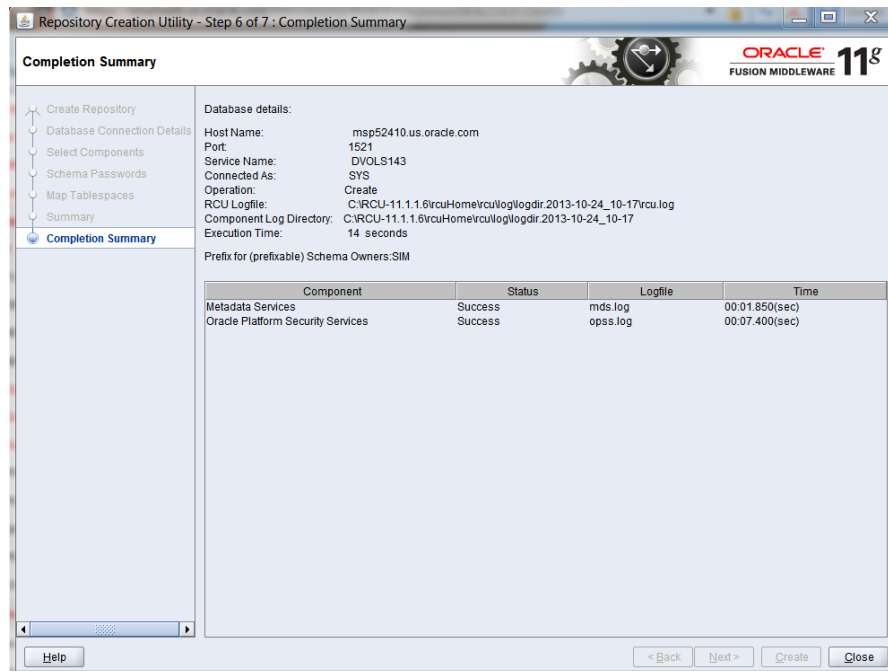 Repository Creation Utility - Step 6 of 7 : Completion Summary
Completion Summary
ORACLE
FUSION MIDDLEWARE 11g
Create Repository
Database Connection Details
Select Components
Schema Passwords
Map Tablespaces
Summary
Completion Summary
Database details:
Host Name: msp52410.us.oracle.com
Port: 1521
Service Name: DVOLS143
Connected As: SYS
Operation: Create
RCU Logfile: C:\RCU-11.1.1.6\rcuHome\rcu\log\logdir.2013-10-24_10-17\rcu.log
Component Log Directory: C:\RCU-11.1.1.6\rcuHome\rcu\log\logdir.2013-10-24_10-17
Execution Time: 14 seconds
Prefix for (prefixable) Schema Owners:SIM
Component Status Logfile Time
Metadata Services Success mds.log 00:01.850(sec)
Oracle Platform Security Services Success opss.log 00:07.400(sec)
Help < Back Next > Create Close